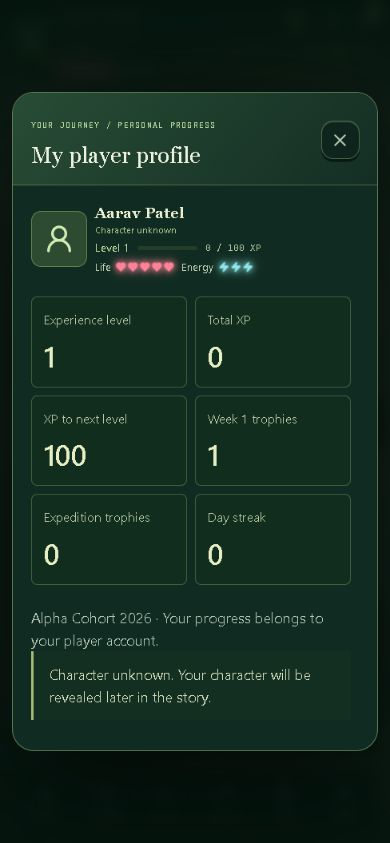 YOUR JOURNEY / PERSONAL PROGRESS
My player profile
Aarav Patel
Character unknown
Level 1 0 / 100 XP
Life Energy
Experience level
1
Total XP
0
XP to next level
100
Week 1 trophies
1
Expedition trophies
0
Day streak
0
Alpha Cohort 2026 · Your progress belongs to
your player account.
Character unknown. Your character will be
revealed later in the story.